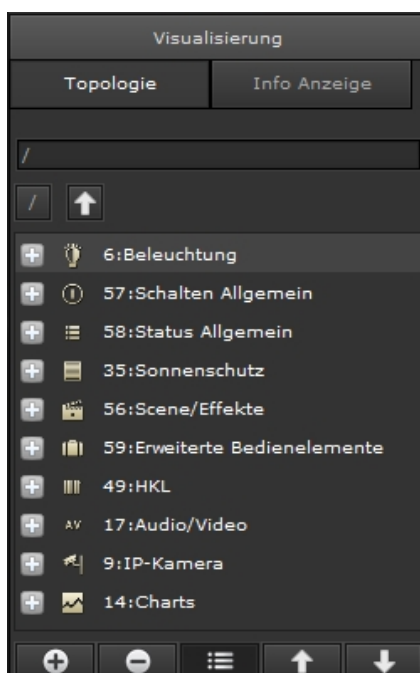 Visualisierung
Topologie Info Anzeige
/
/
6:Beleuchtung
57:Schalten Allgemein
58:Status Allgemein
35:Sonnenschutz
56:Scene/Effekte
59:Erweiterte Bedienelemente
49:HKL
AV 17:Audio/Video
9:IP-Kamera
14:Charts